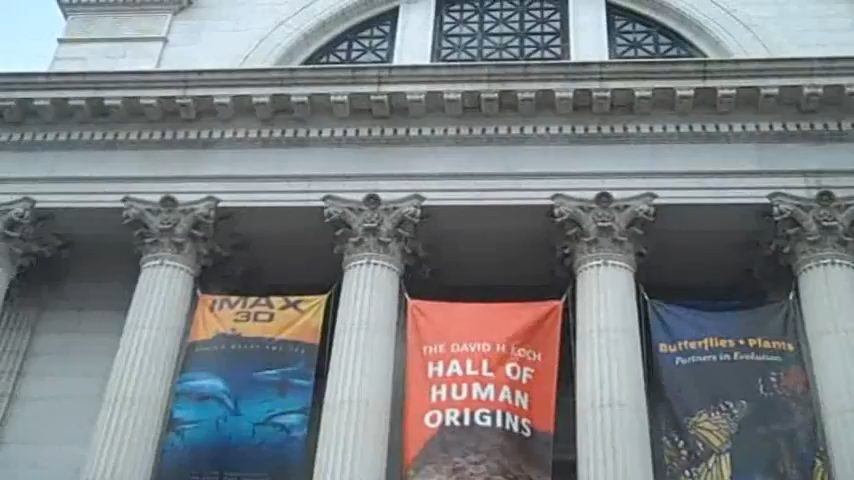 IMAX
3D
THE DAVID H. KOCH
HALL OF
HUMAN
ORIGINS
Butterflies + Plants
Partners in Evolution